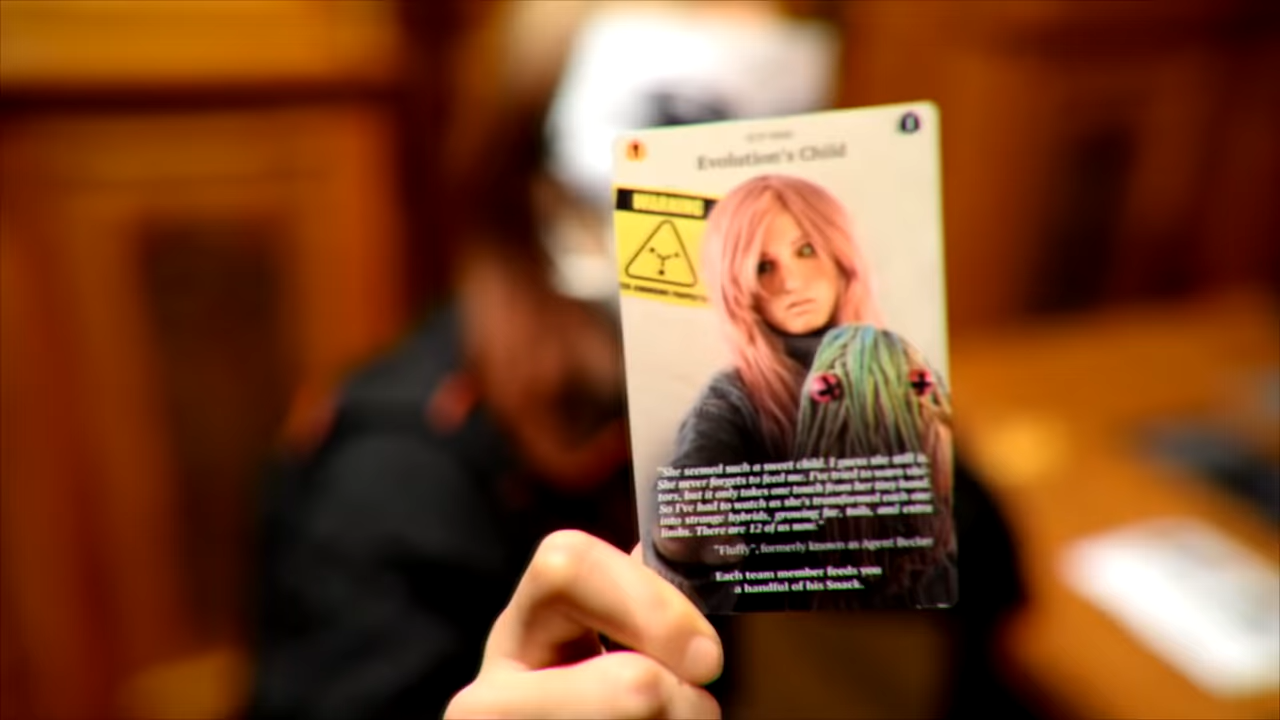 Evolution's Child
WARNING
"She seemed such a sweet child. I guess she still is.
She never forgets to feed me. I've tried to warn visi-
tors, but it only takes one touch from her tiny hand.
So I've had to watch as she's transformed each one
into strange hybrids, growing fur, tails, and extra
limbs. There are 12 of us now."
"Fluffy", formerly known as Agent Becker
Each team member feeds you
a handful of his Snack.